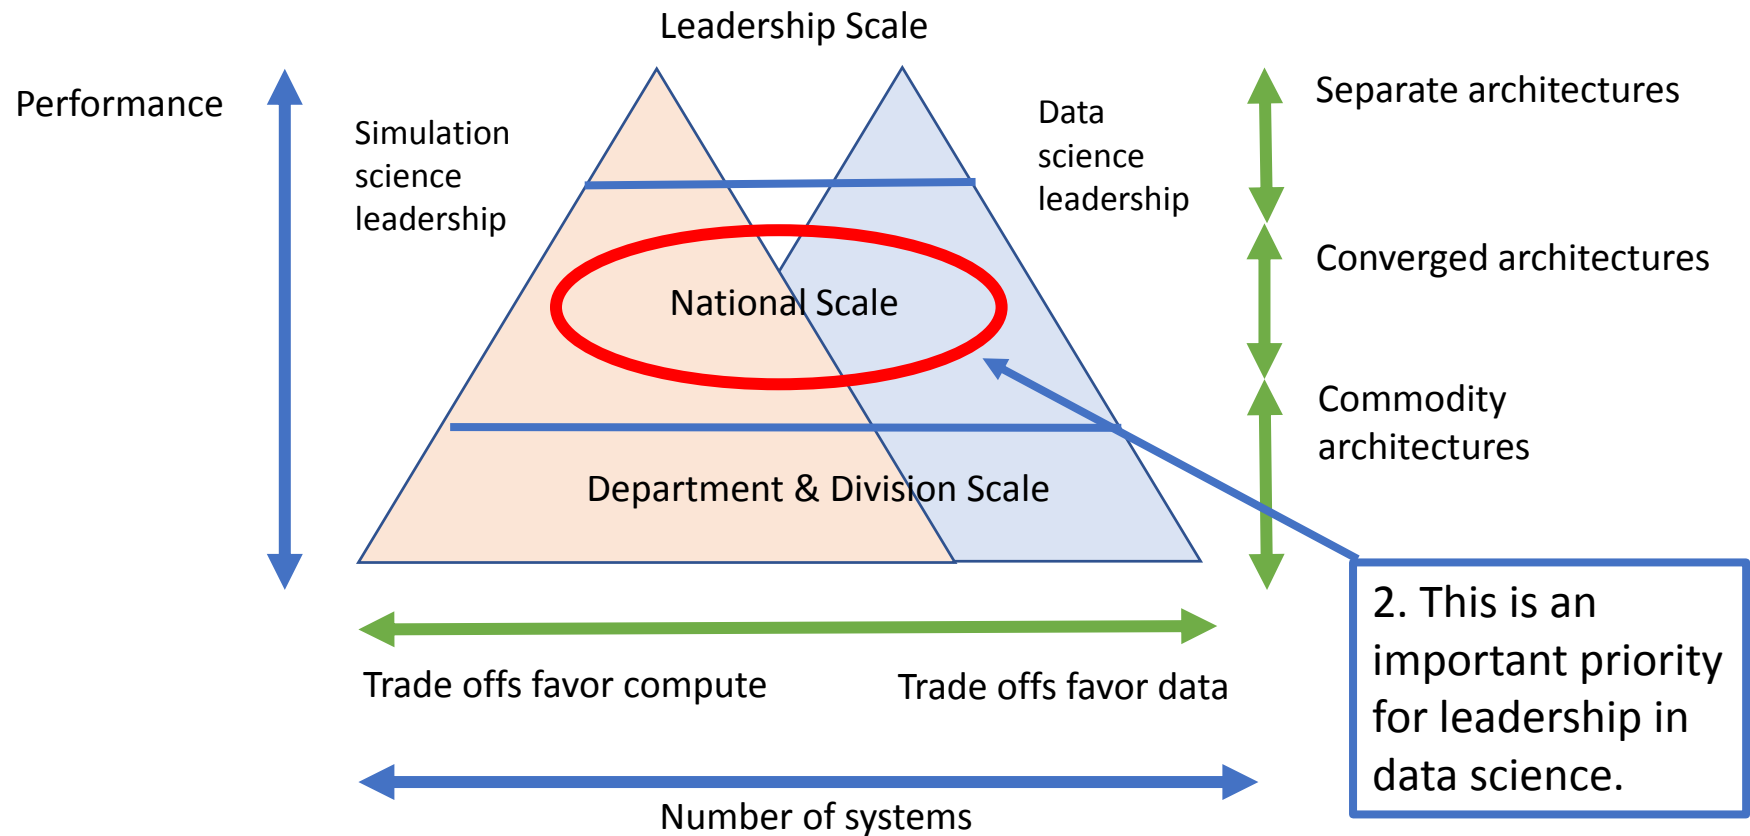 Leadership Scale
Performance
Simulation
science
leadership
Data
science
leadership
Separate architectures
Converged architectures
National Scale
Commodity
architectures
Department & Division Scale
Trade offs favor compute
Trade offs favor data
2. This is an
important priority
for leadership in
data science.
Number of systems